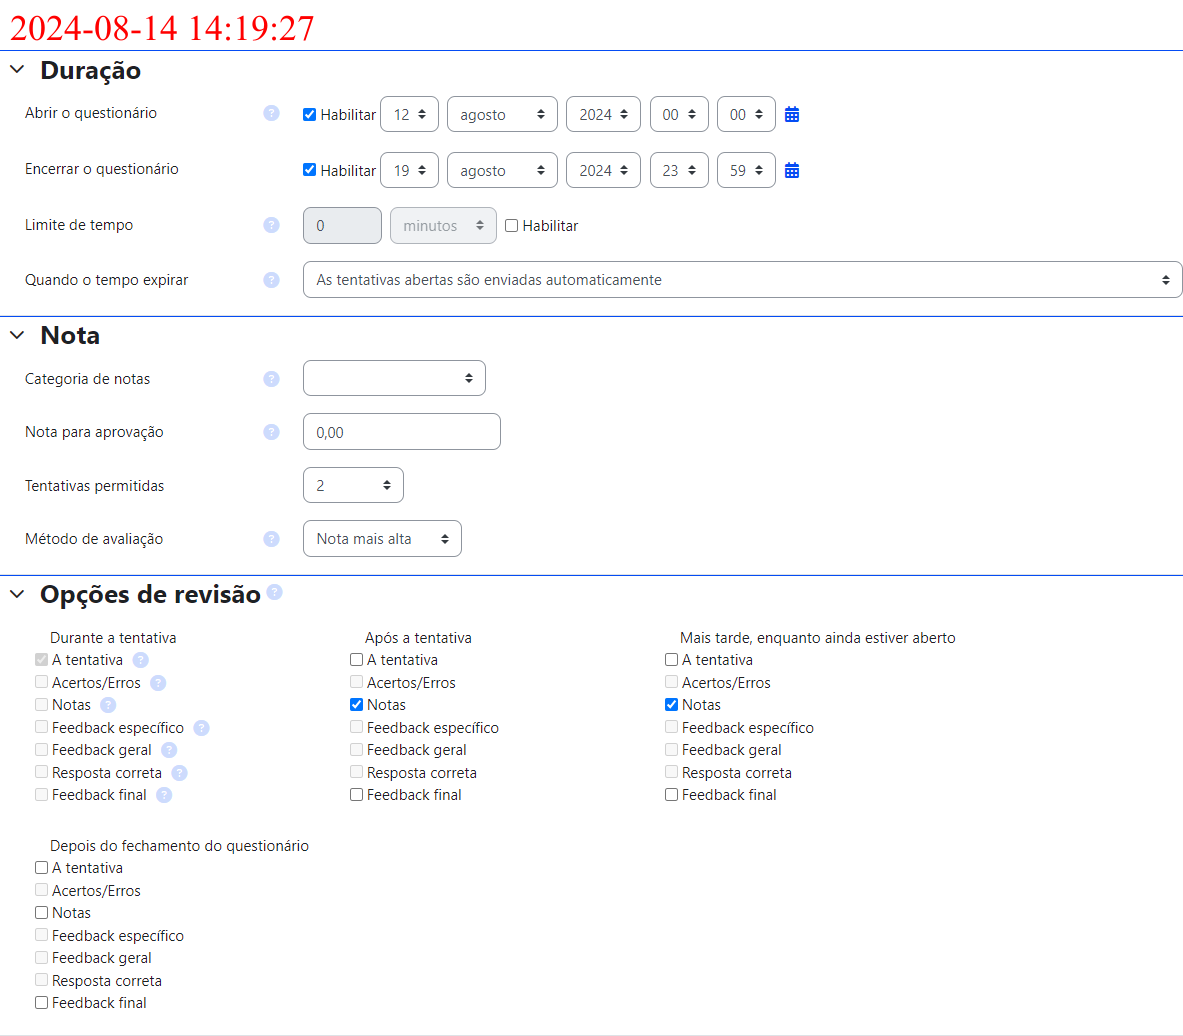 2024-08-14 14:19:27
Duração
Abrir o questionário ? Habilitar 12 agosto 2024 00 00
Encerrar o questionário Habilitar 19 agosto 2024 23 59
Limite de tempo ? 0 minutos Habilitar
Quando o tempo expirar ? As tentativas abertas são enviadas automaticamente
Nota
Categoria de notas ?
Nota para aprovação ? 0,00
Tentativas permitidas 2
Método de avaliação ? Nota mais alta
Opções de revisão ?
Durante a tentativa
A tentativa ?
Acertos/Erros ?
Notas ?
Feedback específico ?
Feedback geral ?
Resposta correta ?
Feedback final ?
Após a tentativa
A tentativa
Acertos/Erros
Notas
Feedback específico
Feedback geral
Resposta correta
Feedback final
Mais tarde, enquanto ainda estiver aberto
A tentativa
Acertos/Erros
Notas
Feedback específico
Feedback geral
Resposta correta
Feedback final
Depois do fechamento do questionário
A tentativa
Acertos/Erros
Notas
Feedback específico
Feedback geral
Resposta correta
Feedback final